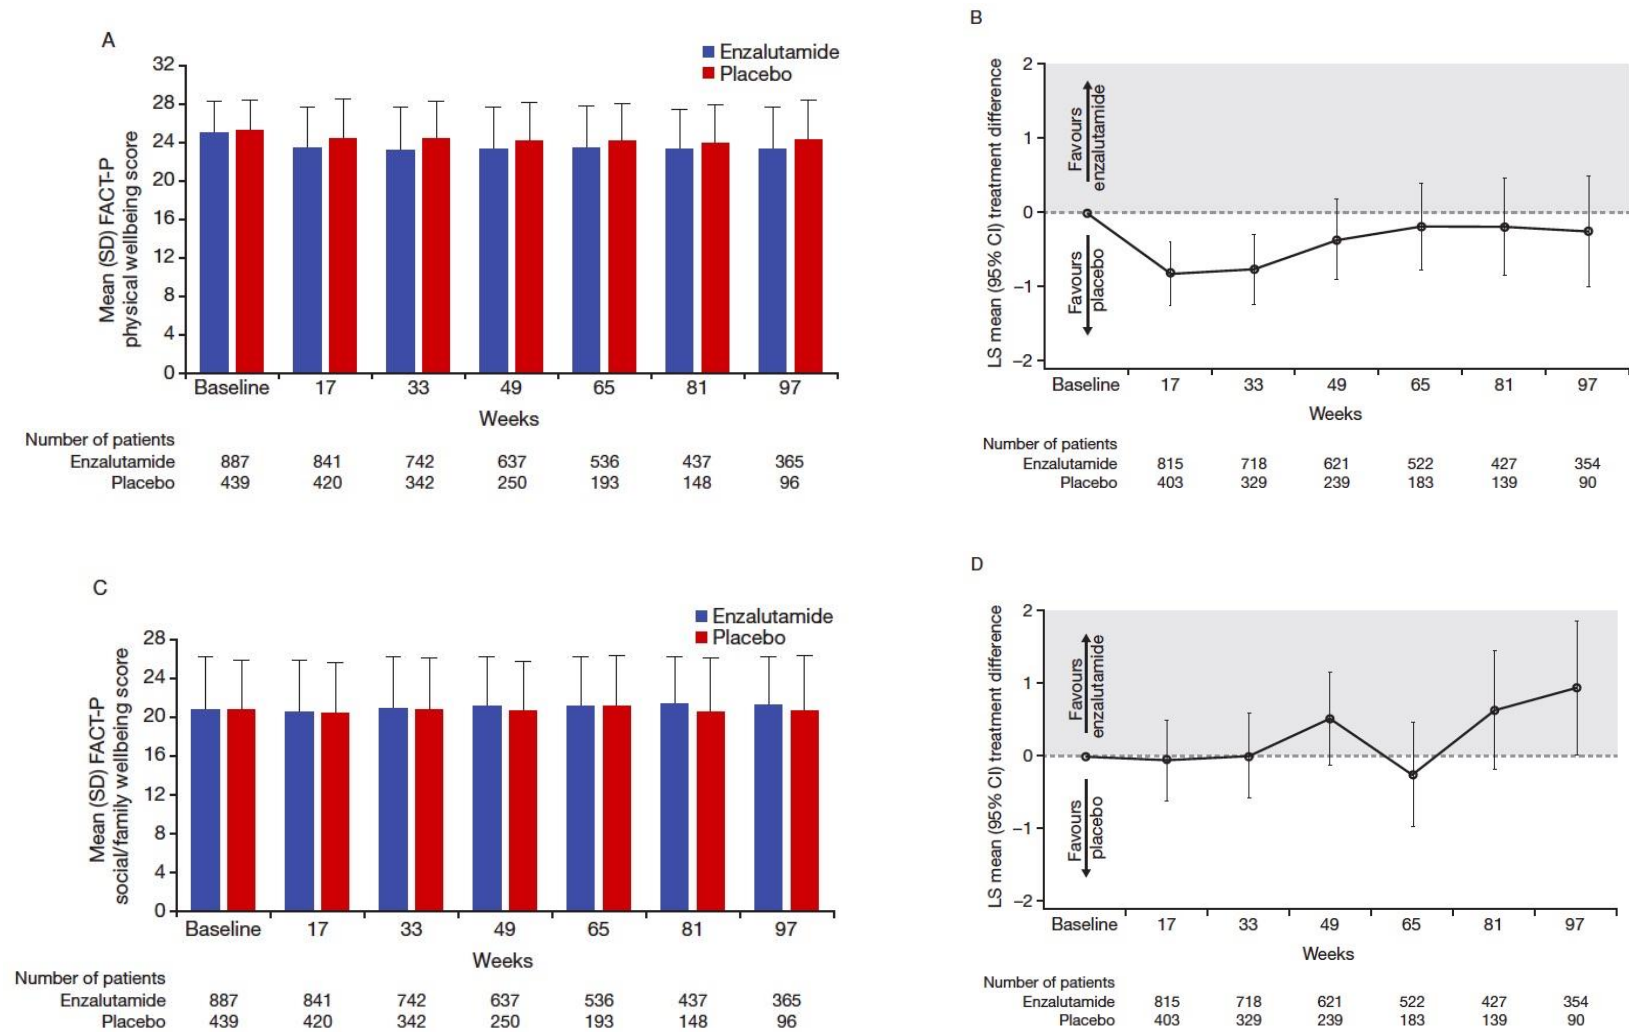 A
Enzalutamide
Placebo
Mean (SD) FACT-P
physical wellbeing score
32
28
24
20
16
12
8
4
0
Baseline 17 33 49 65 81 97
Weeks
Number of patients
Enzalutamide 887 841 742 637 536 437 365
Placebo 439 420 342 250 193 148 96
B
LS mean (95% CI) treatment difference
2
1
0
−1
−2
Favours
enzalutamide
Favours
placebo
Baseline 17 33 49 65 81 97
Weeks
Number of patients
Enzalutamide 815 718 621 522 427 354
Placebo 403 329 239 183 139 90
C
Enzalutamide
Placebo
Mean (SD) FACT-P
social/family wellbeing score
28
24
20
16
12
8
4
0
Baseline 17 33 49 65 81 97
Weeks
Number of patients
Enzalutamide 887 841 742 637 536 437 365
Placebo 439 420 342 250 193 148 96
D
LS mean (95% CI) treatment difference
2
1
0
−1
−2
Favours
enzalutamide
Favours
placebo
Baseline 17 33 49 65 81 97
Weeks
Number of patients
Enzalutamide 815 718 621 522 427 354
Placebo 403 329 239 183 139 90